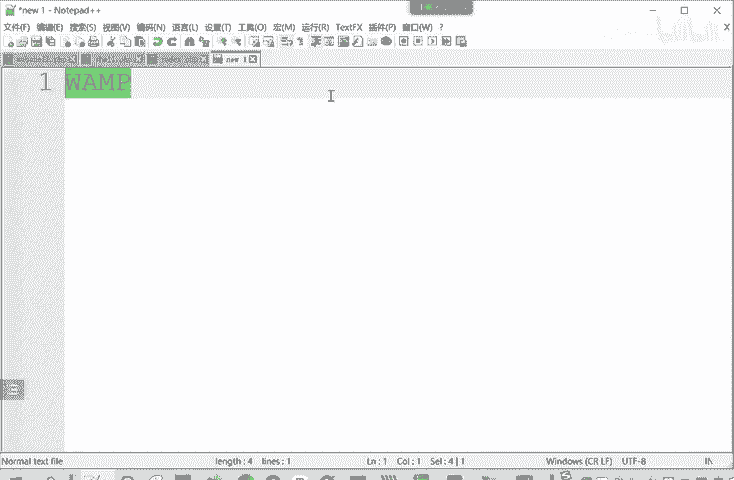 *new 1 - Notepad++
文件(F) 编辑(E) 搜索(S) 视图(V) 编码(N) 语言(L) 设置(T) 工具(O) 宏(M) 运行(R) TextFX 插件(P) 窗口(W) ? X
new 1
1 WAMP
Normal text file length : 4 lines : 1 Ln : 1 Col : 1 Sel : 4 | 1 Windows (CR LF) UTF-8 IN